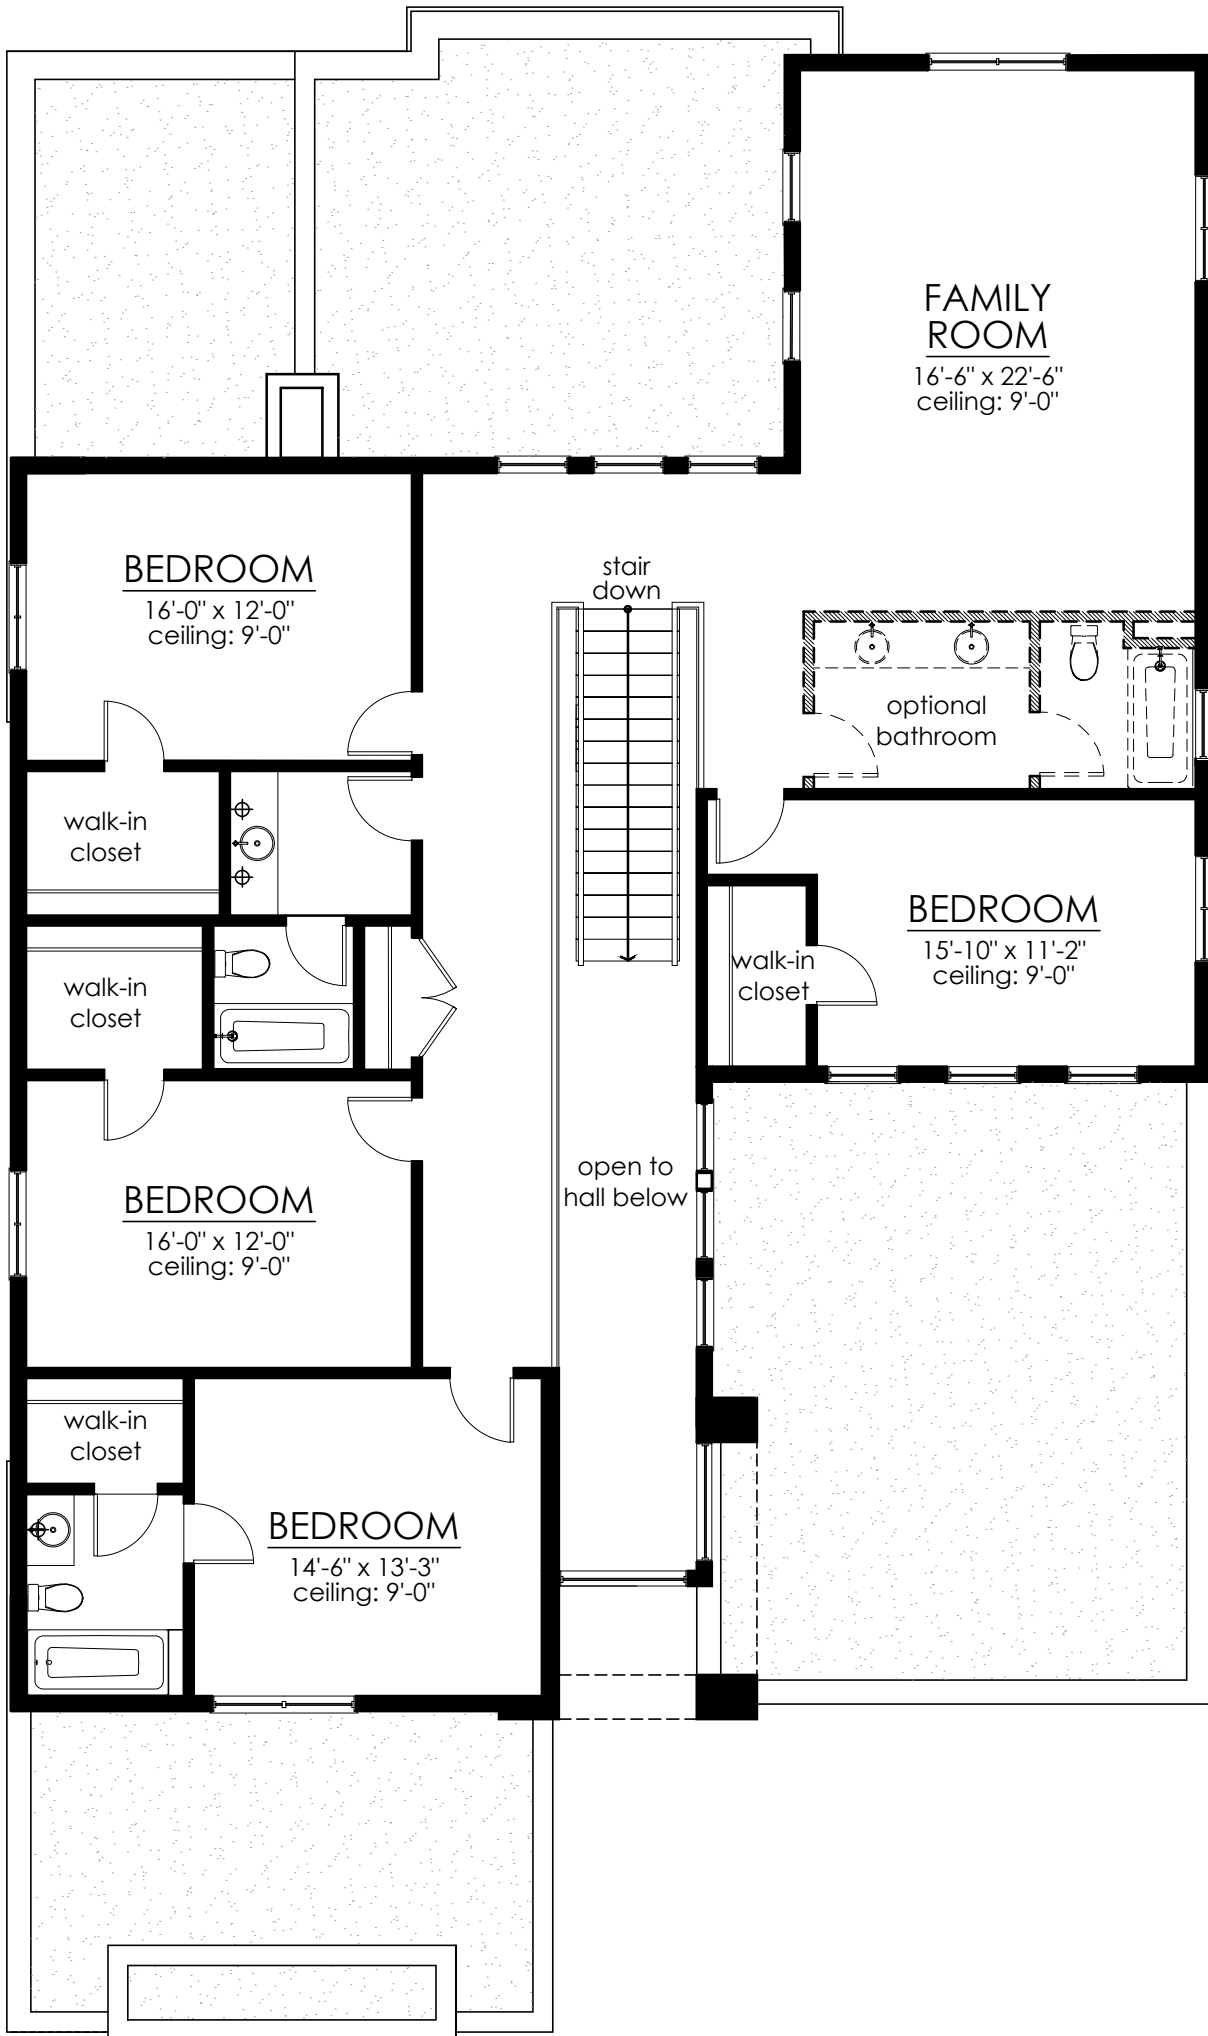 FAMILY
ROOM
16'-6" x 22'-6"
ceiling: 9'-0"
BEDROOM
16'-0" x 12'-0"
ceiling: 9'-0"
stair
down
optional
bathroom
walk-in
closet
BEDROOM
15'-10" x 11'-2"
ceiling: 9'-0"
walk-in
closet
walk-in
closet
open to
hall below
BEDROOM
16'-0" x 12'-0"
ceiling: 9'-0"
walk-in
closet
BEDROOM
14'-6" x 13'-3"
ceiling: 9'-0"